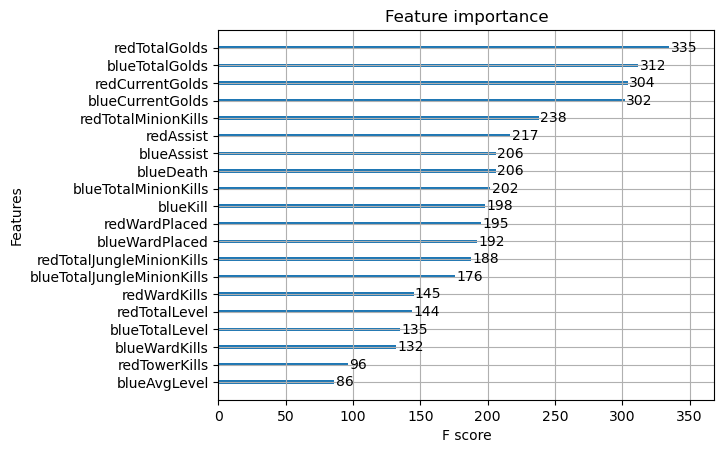 Feature importance
Features
redTotalGolds 335
blueTotalGolds 312
redCurrentGolds 304
blueCurrentGolds 302
redTotalMinionKills 238
redAssist 217
blueAssist 206
blueDeath 206
blueTotalMinionKills 202
blueKill 198
redWardPlaced 195
blueWardPlaced 192
redTotalJungleMinionKills 188
blueTotalJungleMinionKills 176
redWardKills 145
redTotalLevel 144
blueTotalLevel 135
blueWardKills 132
redTowerKills 96
blueAvgLevel 86
0 50 100 150 200 250 300 350
F score